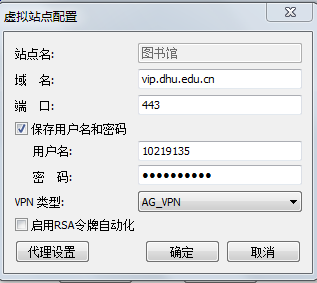 虚拟站点配置
站点名: 图书馆
域 名: vip.dhu.edu.cn
端 口: 443
保存用户名和密码
用户名: 10219135
密 码: ●●●●●●●●●●
VPN 类型: AG_VPN
启用RSA令牌自动化
代理设置 确定 取消